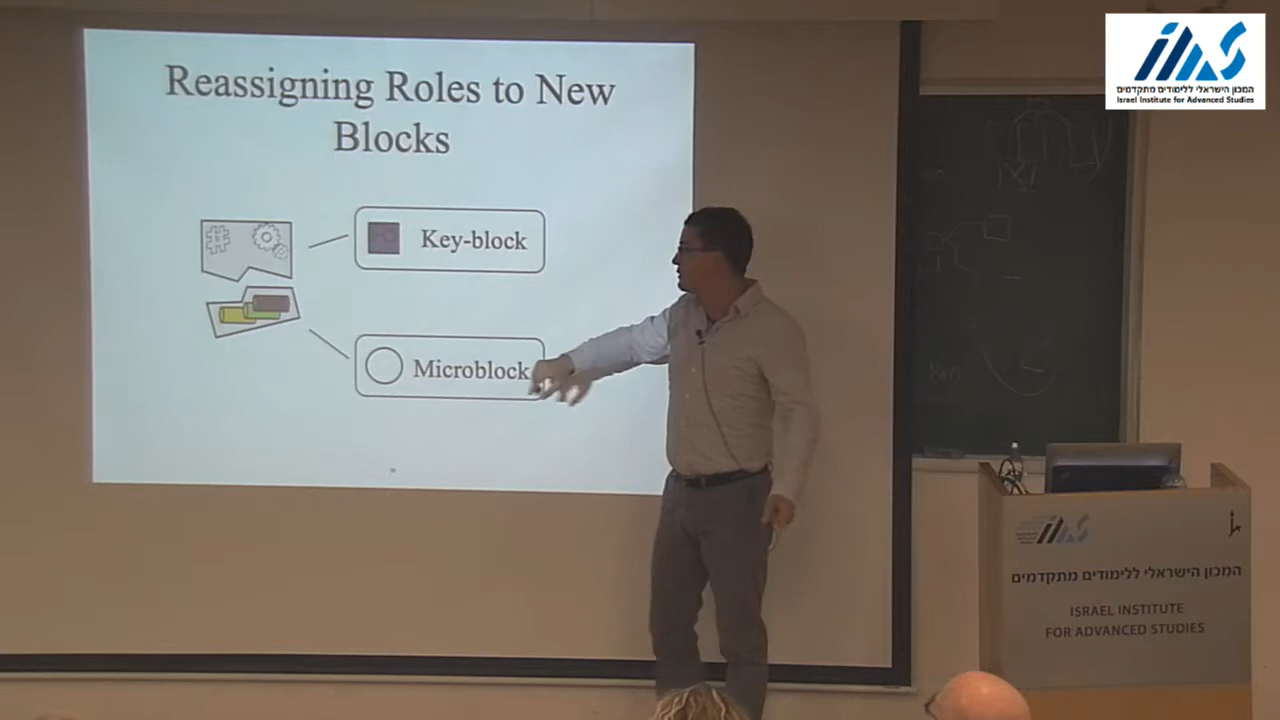 Reassigning Roles to New
Blocks
Key-block
Microblock
המכון הישראלי ללימודים מתקדמים
Israel Institute for Advanced Studies
המכון הישראלי ללימודים מתקדמים
ISRAEL INSTITUTE
FOR ADVANCED STUDIES